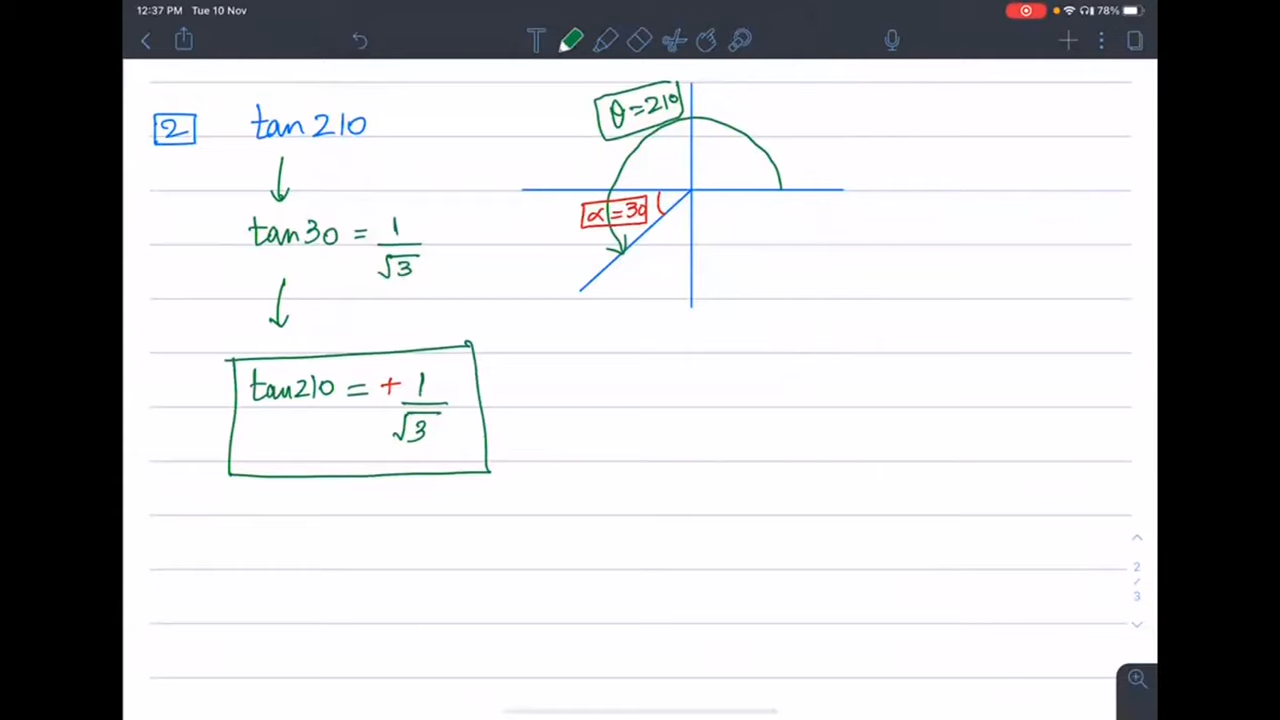 12:37 PM Tue 10 Nov
78%
T
2 tan 210
θ = 210
α = 30
tan 30 = 1/√3
tan 210 = + 1/√3
2
/
3